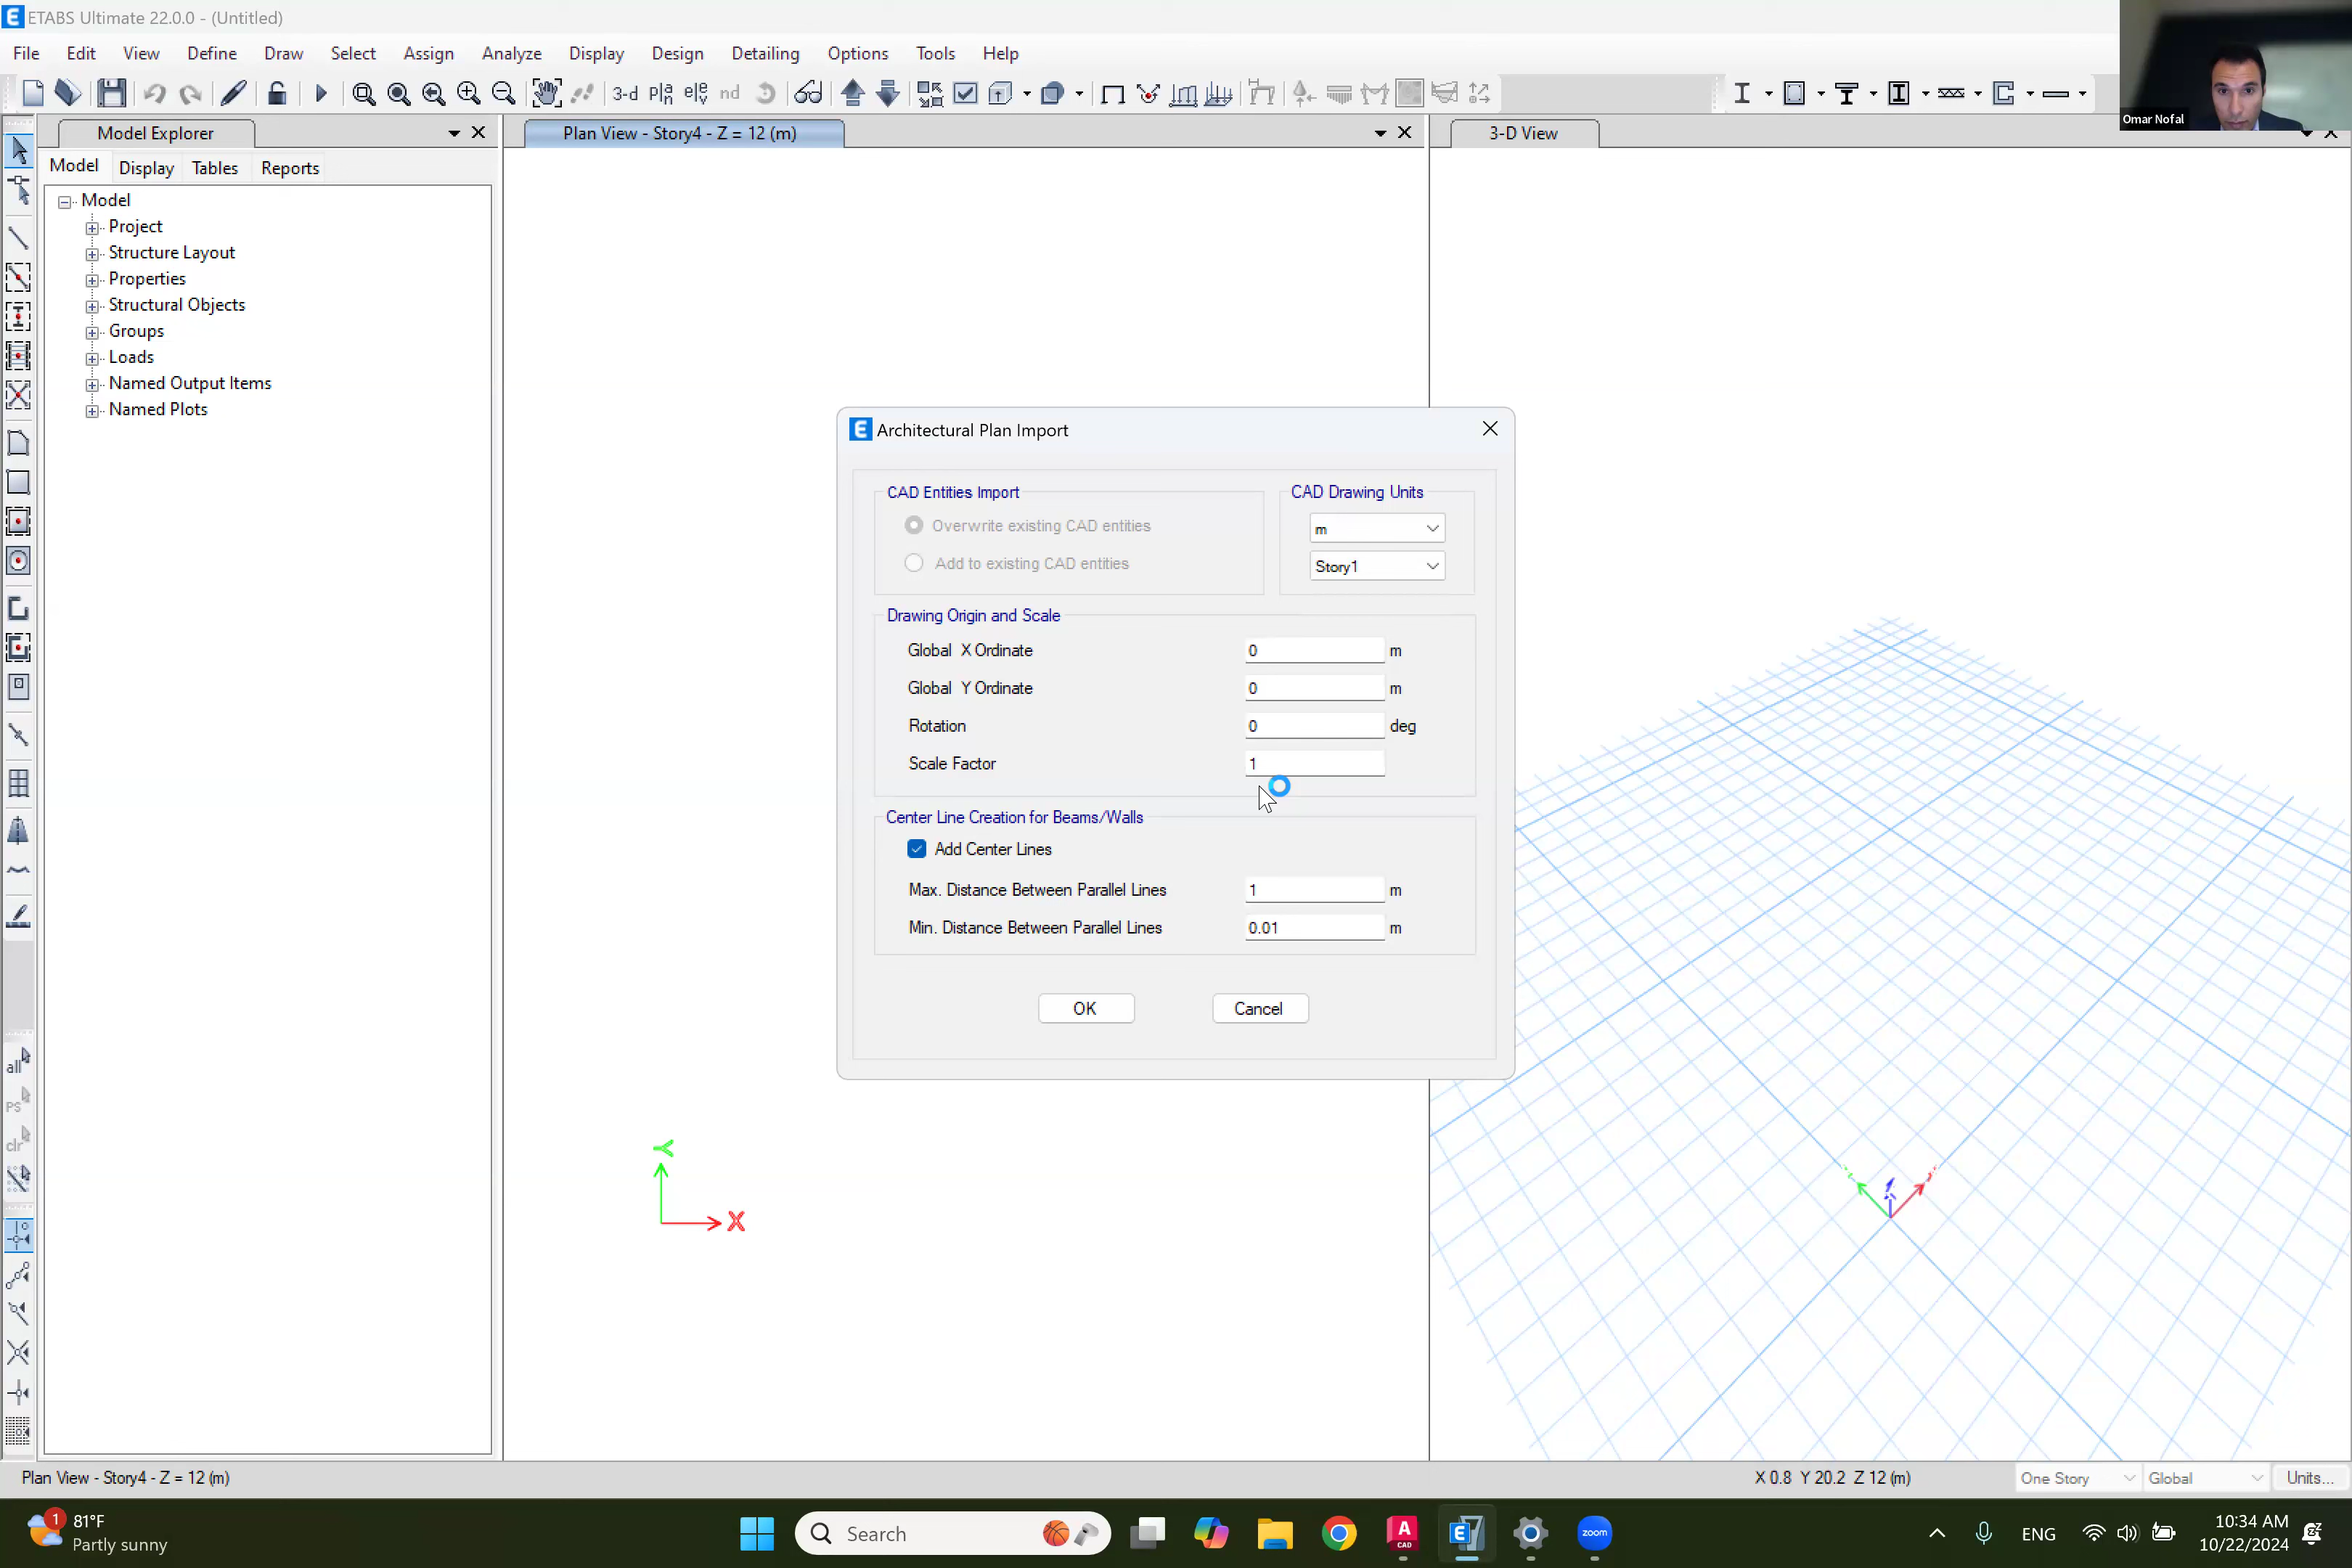 ETABS Ultimate 22.0.0 - (Untitled)
File Edit View Define Draw Select Assign Analyze Display Design Detailing Options Tools Help
3-d
nd
Omar Nofal
Model Explorer
Plan View - Story4 - Z = 12 (m)
3-D View
Model Display Tables Reports
Model
Project
Structure Layout
Properties
Structural Objects
Groups
Loads
Named Output Items
Named Plots
Architectural Plan Import
CAD Entities Import
Overwrite existing CAD entities
Add to existing CAD entities
CAD Drawing Units
m
Story1
Drawing Origin and Scale
Global X Ordinate 0 m
Global Y Ordinate 0 m
Rotation 0 deg
Scale Factor 1
Center Line Creation for Beams/Walls
Add Center Lines
Max. Distance Between Parallel Lines 1 m
Min. Distance Between Parallel Lines 0.01 m
OK Cancel
all
ps
clr
Y
X
Plan View - Story4 - Z = 12 (m)
X 0.8 Y 20.2 Z 12 (m)
One Story Global Units...
1
81°F
Partly sunny
Search
A
CAD
zoom
ENG
10:34 AM
10/22/2024